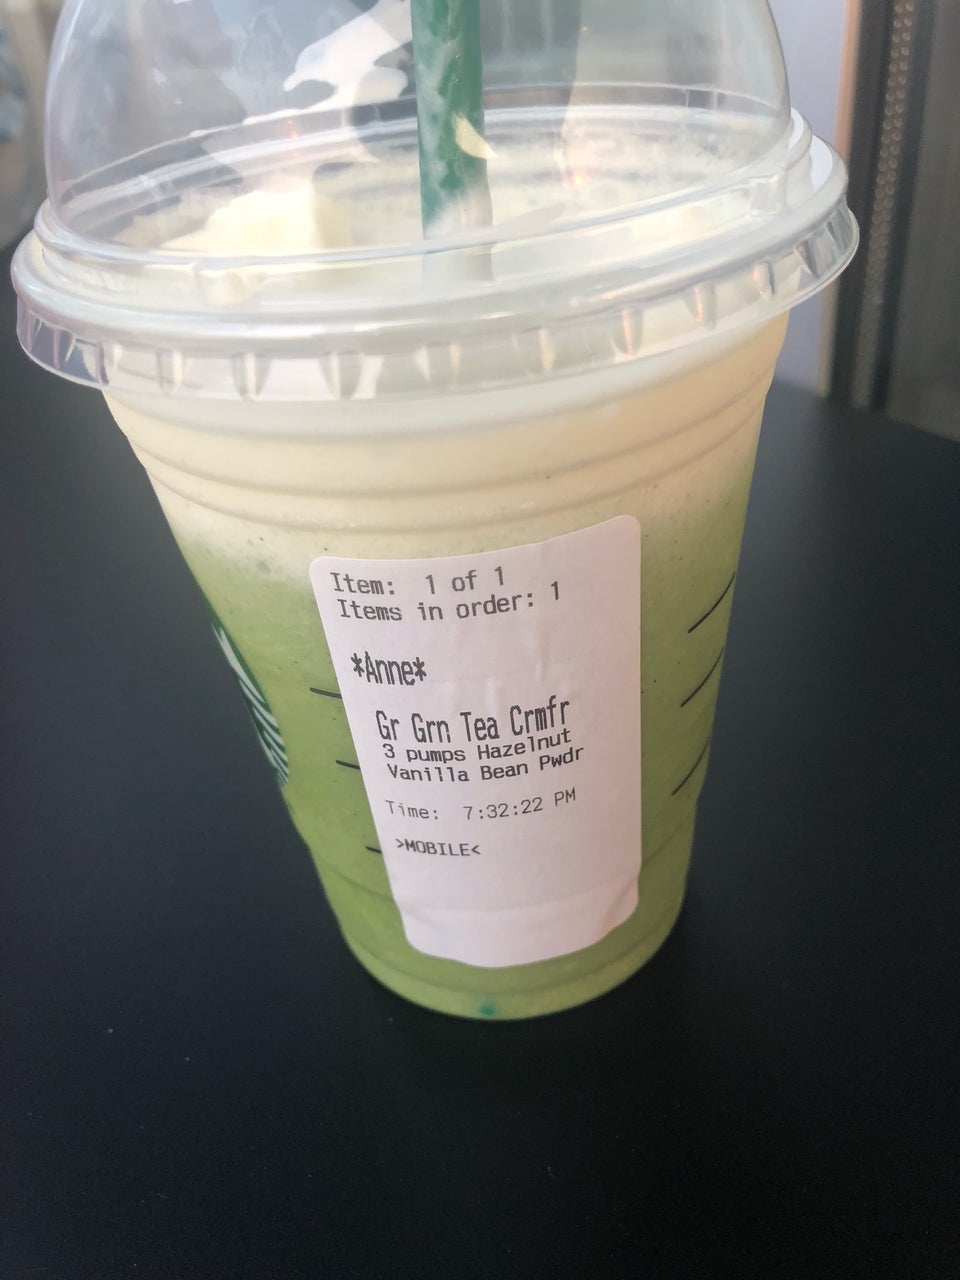 Item: 1 of 1
Items in order: 1
*Anne*
Gr Grn Tea Crmfr
3 pumps Hazelnut
Vanilla Bean Pwdr
Time: 7:32:22 PM
>MOBILE<